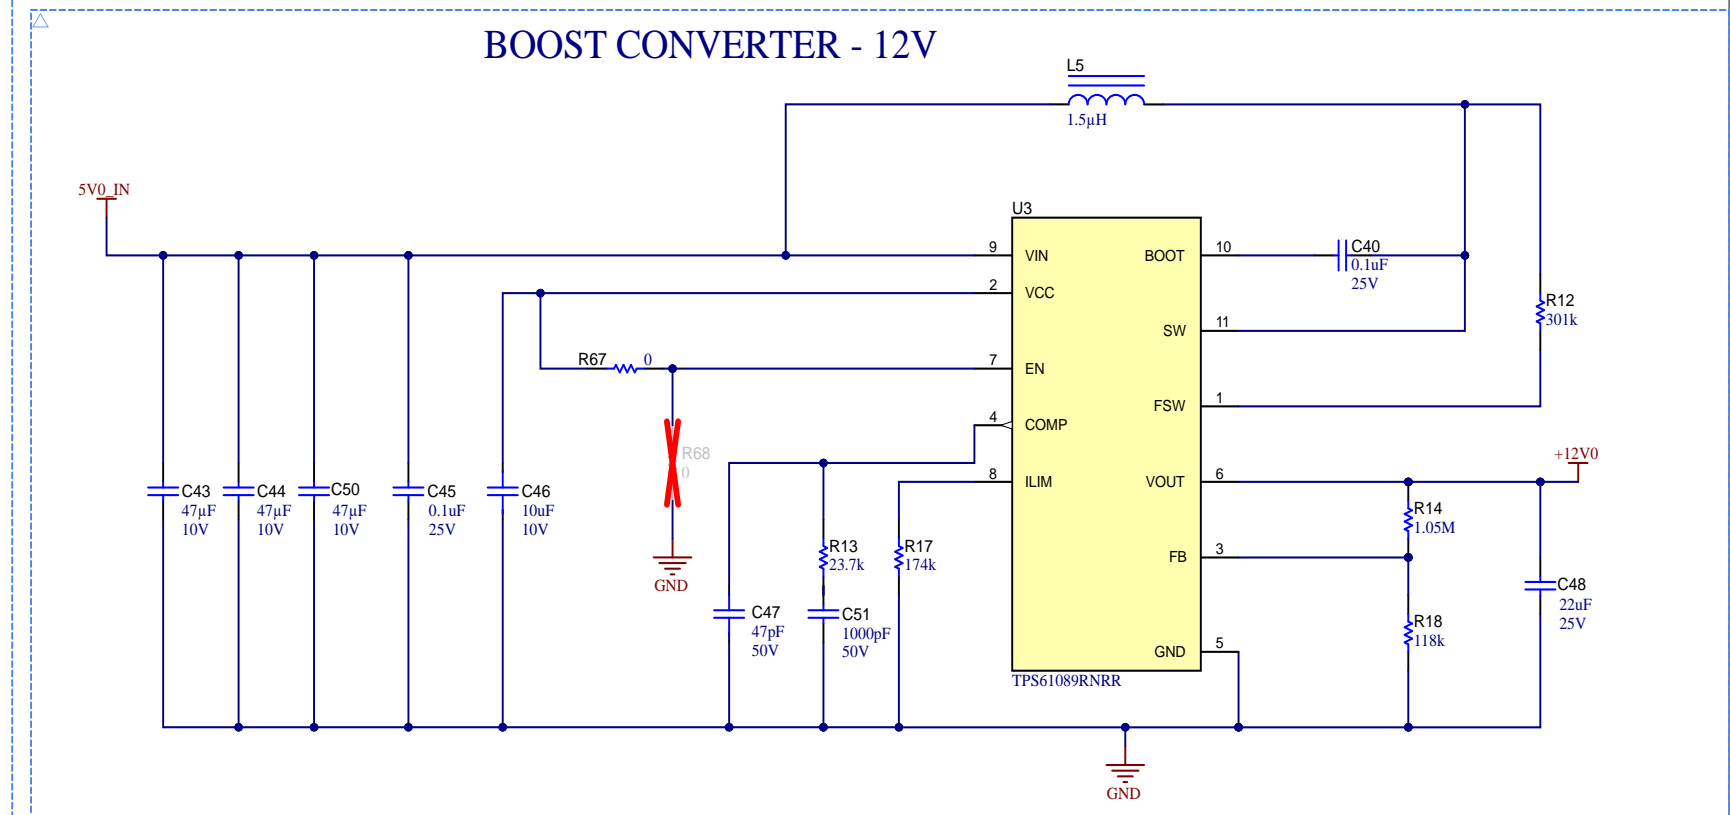 BOOST CONVERTER - 12V
L5
1.5µH
5V0_IN
U3
9
VIN
BOOT
10
C40
0.1uF
25V
2
VCC
R12
301k
SW
11
R67
0
7
EN
FSW
1
4
COMP
R68
0
8
ILIM
VOUT
6
+12V0
C43
47µF
10V
C44
47µF
10V
C50
47µF
10V
C45
0.1uF
25V
C46
10uF
10V
R14
1.05M
R13
23.7k
R17
174k
FB
3
GND
C47
47pF
50V
C51
1000pF
50V
C48
22uF
25V
R18
118k
GND
5
TPS61089RNRR
GND